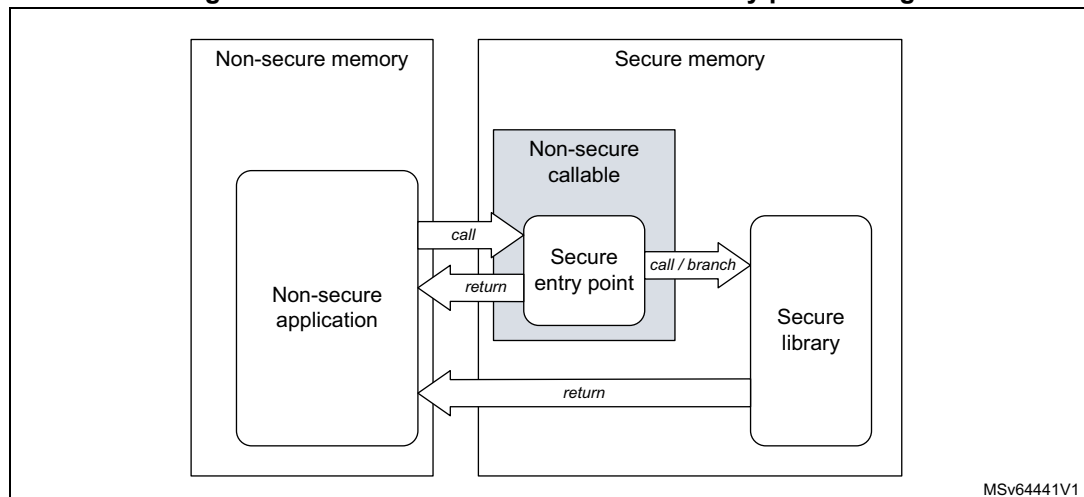 Non-secure memory
Secure memory
Non-secure
callable
call
Secure
entry point
call / branch
return
Non-secure
application
Secure
library
return
MSv64441V1